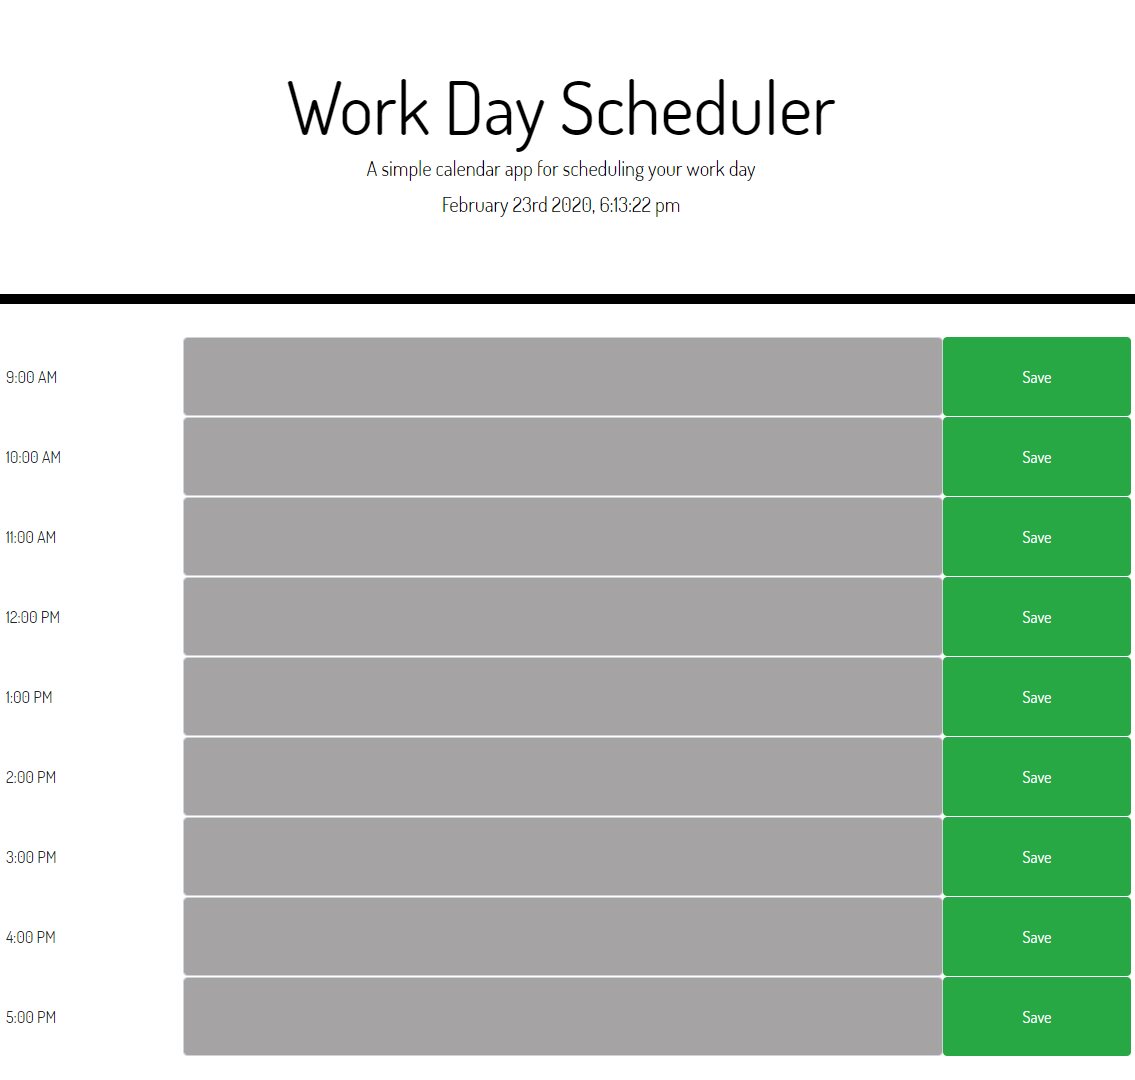 Work Day Scheduler
A simple calendar app for scheduling your work day
February 23rd 2020, 6:13:22 pm
9:00 AM Save
10:00 AM Save
11:00 AM Save
12:00 PM Save
1:00 PM Save
2:00 PM Save
3:00 PM Save
4:00 PM Save
5:00 PM Save